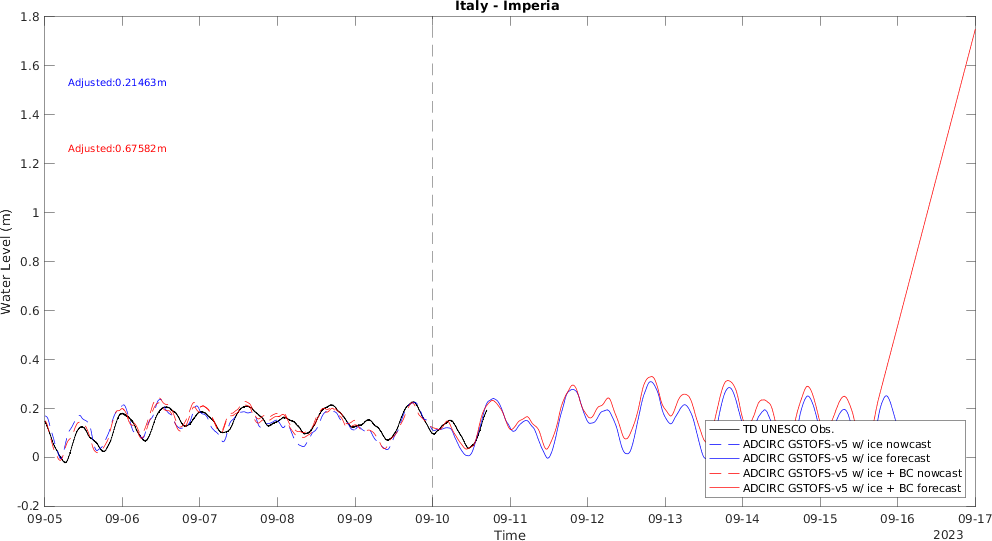 Italy - Imperia
1.8
1.6
1.4
1.2
1
0.8
0.6
0.4
0.2
0
-0.2
Water Level (m)
Adjusted:0.21463m
Adjusted:0.67582m
TD UNESCO Obs.
ADCIRC GSTOFS-v5 w/ ice nowcast
ADCIRC GSTOFS-v5 w/ ice forecast
ADCIRC GSTOFS-v5 w/ ice + BC nowcast
ADCIRC GSTOFS-v5 w/ ice + BC forecast
09-05 09-06 09-07 09-08 09-09 09-10 09-11 09-12 09-13 09-14 09-15 09-16 09-17
Time
2023